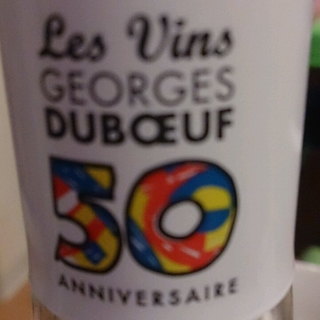 Les Vins
GEORGES
DUBŒUF
50
ANNIVERSAIRE